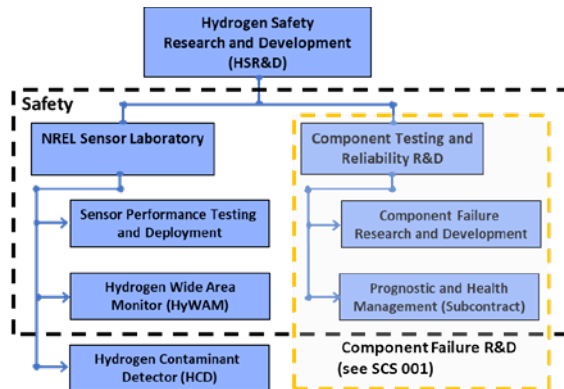 Hydrogen Safety
Research and Development
(HSR&D)
Safety
NREL Sensor Laboratory
Component Testing and
Reliability R&D
Sensor Performance Testing
and Deployment
Component Failure
Research and Development
Hydrogen Wide Area
Monitor (HyWAM)
Prognostic and Health
Management (Subcontract)
Hydrogen Contaminant
Detector (HCD)
Component Failure R&D
(see SCS 001)